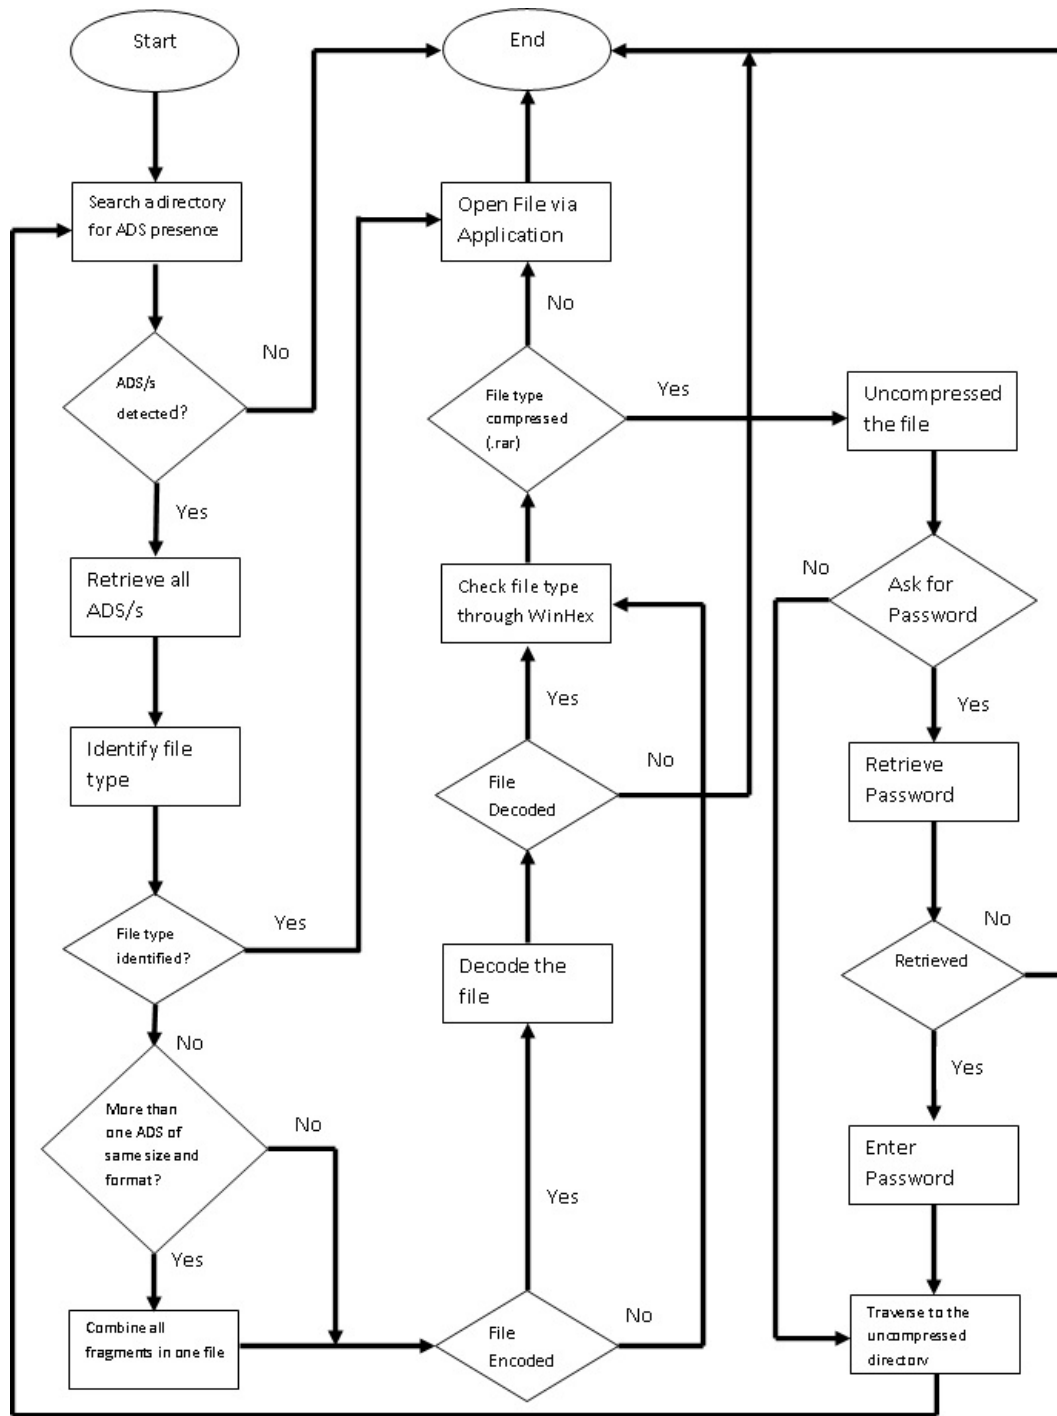 Start
Search a directory
for ADS presence
ADS/s
detected?
No
Yes
Retrieve all
ADS/s
Identify file
type
File type
identified?
Yes
No
More than
one ADS of
same size and
format?
No
Yes
Combine all
fragments in one file
End
Open File via
Application
No
File type
compressed
(.rar)
Yes
Check file type
through WinHex
Yes
File
Decoded
No
Decode the
file
Yes
File
Encoded
No
Uncompressed
the file
No
Ask for
Password
Yes
Retrieve
Password
No
Retrieved
Yes
Enter
Password
Traverse to the
uncompressed
directory